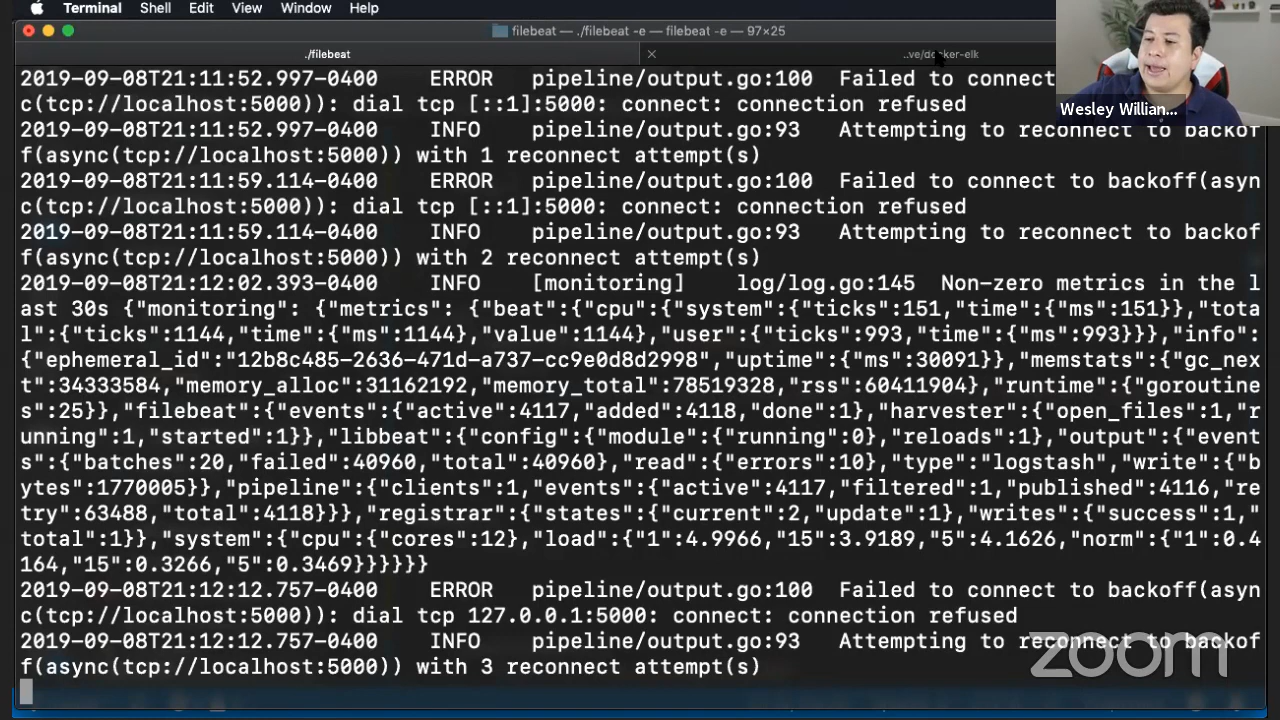 Terminal Shell Edit View Window Help
filebeat — ./filebeat -e — filebeat -e — 97×25
./filebeat
..ve/docker-elk
2019-09-08T21:11:52.997-0400 ERROR pipeline/output.go:100 Failed to connec
c(tcp://localhost:5000)): dial tcp [::1]:5000: connect: connection refused
Wesley Willian...
2019-09-08T21:11:52.997-0400 INFO pipeline/output.go:93 Attempting to reconnect to backof
f(async(tcp://localhost:5000)) with 1 reconnect attempt(s)
2019-09-08T21:11:59.114-0400 ERROR pipeline/output.go:100 Failed to connect to backoff(asyn
c(tcp://localhost:5000)): dial tcp [::1]:5000: connect: connection refused
2019-09-08T21:11:59.114-0400 INFO pipeline/output.go:93 Attempting to reconnect to backof
f(async(tcp://localhost:5000)) with 2 reconnect attempt(s)
2019-09-08T21:12:02.393-0400 INFO [monitoring] log/log.go:145 Non-zero metrics in the l
ast 30s {"monitoring": {"metrics": {"beat":{"cpu":{"system":{"ticks":151,"time":{"ms":151}},"tota
l":{"ticks":1144,"time":{"ms":1144},"value":1144},"user":{"ticks":993,"time":{"ms":993}}},"info":
{"ephemeral_id":"12b8c485-2636-471d-a737-cc9e0d8d2998","uptime":{"ms":30091}},"memstats":{"gc_nex
t":34333584,"memory_alloc":31162192,"memory_total":78519328,"rss":60411904},"runtime":{"goroutine
s":25}},"filebeat":{"events":{"active":4117,"added":4118,"done":1},"harvester":{"open_files":1,"r
unning":1,"started":1}},"libbeat":{"config":{"module":{"running":0},"reloads":1},"output":{"event
s":{"batches":20,"failed":40960,"total":40960},"read":{"errors":10},"type":"logstash","write":{"b
ytes":1770005}},"pipeline":{"clients":1,"events":{"active":4117,"filtered":1,"published":4116,"re
try":63488,"total":4118}}},"registrar":{"states":{"current":2,"update":1},"writes":{"success":1,"
total":1}},"system":{"cpu":{"cores":12},"load":{"1":4.9966,"15":3.9189,"5":4.1626,"norm":{"1":0.4
164,"15":0.3266,"5":0.3469}}}}}}
2019-09-08T21:12:12.757-0400 ERROR pipeline/output.go:100 Failed to connect to backoff(asyn
c(tcp://localhost:5000)): dial tcp 127.0.0.1:5000: connect: connection refused
2019-09-08T21:12:12.757-0400 INFO pipeline/output.go:93 Attempting to reconnect to backof
f(async(tcp://localhost:5000)) with 3 reconnect attempt(s)
zoom